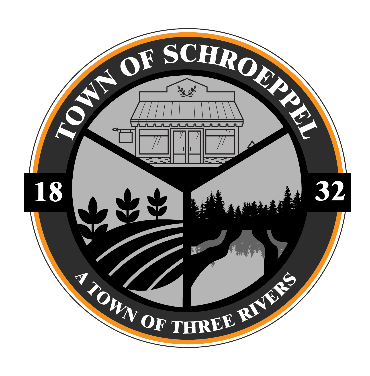 TOWN OF SCHROEPPEL
18 32
A TOWN OF THREE RIVERS